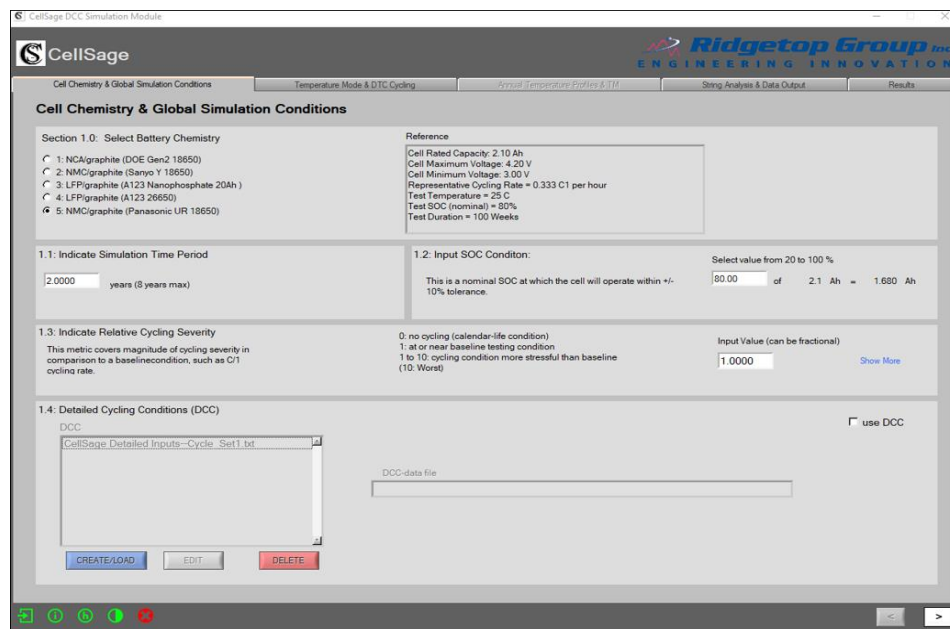 CellSage DCC Simulation Module
CellSage
Ridgetop Group Inc
ENGINEERING INNOVATION
Cell Chemistry & Global Simulation Conditions
Temperature Mode & DTC Cycling
Annual Temperature Profiles & TM
String Analysis & Data Output
Results
Cell Chemistry & Global Simulation Conditions
Section 1.0: Select Battery Chemistry
1: NCA/graphite (DOE Gen2 18650)
2: NMC/graphite (Sanyo Y 18650)
3: LFP/graphite (A123 Nanophosphate 20Ah )
4: LFP/graphite (A123 26650)
5: NMC/graphite (Panasonic UR 18650)
Reference
Cell Rated Capacity: 2.10 Ah
Cell Maximum Voltage: 4.20 V
Cell Minimum Voltage: 3.00 V
Representative Cycling Rate = 0.333 C1 per hour
Test Temperature = 25 C
Test SOC (nominal) = 80%
Test Duration = 100 Weeks
1.1: Indicate Simulation Time Period
2.0000 years (8 years max)
1.2: Input SOC Conditon:
This is a nominal SOC at which the cell will operate within +/-
10% tolerance.
Select value from 20 to 100 %
80.00 of 2.1 Ah = 1.680 Ah
1.3: Indicate Relative Cycling Severity
This metric covers magnitude of cycling severity in
comparison to a baselinecondition, such as C/1
cycling rate.
0: no cycling (calendar-life condition)
1: at or near baseline testing condition
1 to 10: cycling condition more stressful than baseline
(10: Worst)
Input Value (can be fractional)
1.0000 Show More
1.4: Detailed Cycling Conditions (DCC)
use DCC
DCC
CellSage Detailed Inputs--Cycle_Set1.txt
DCC-data file
CREATE/LOAD EDIT DELETE
< >